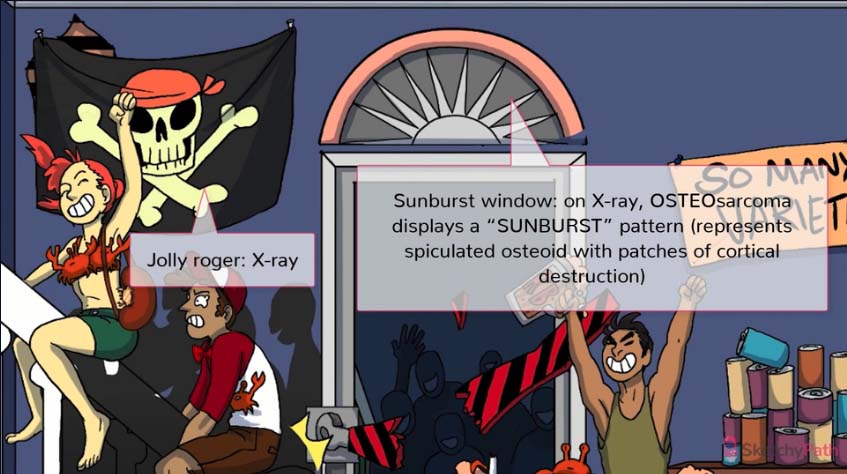 SO MANY
VARIET
Sunburst window: on X-ray, OSTEOsarcoma
displays a “SUNBURST” pattern (represents
spiculated osteoid with patches of cortical
destruction)
Jolly roger: X-ray
SketchyPath